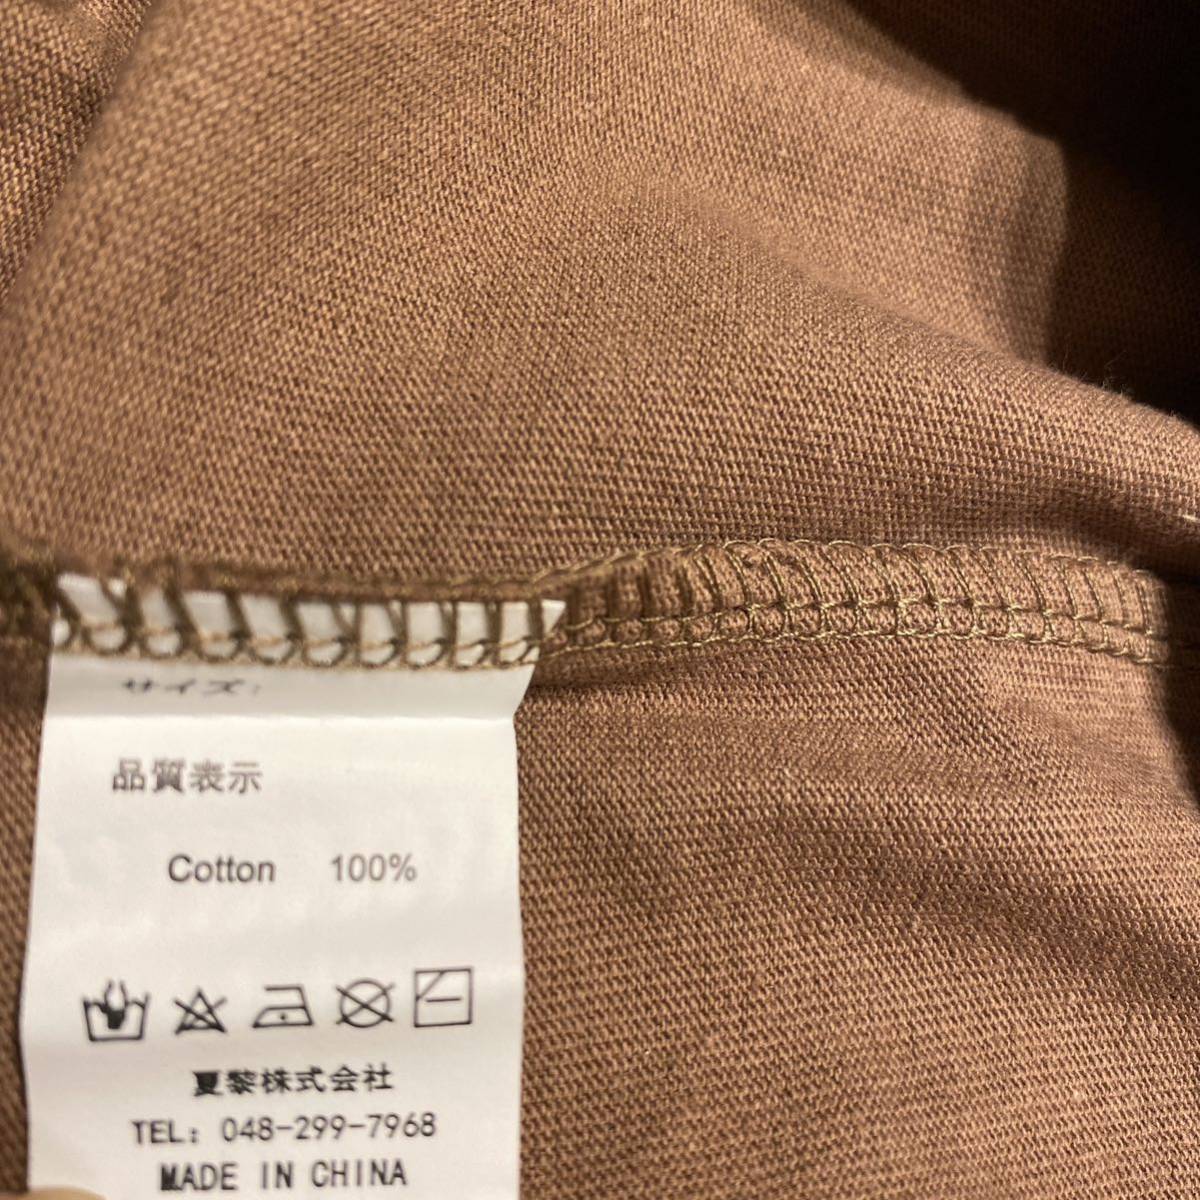 サイズ:
品質表示
Cotton 100%
夏黎株式会社
TEL: 048-299-7968
MADE IN CHINA